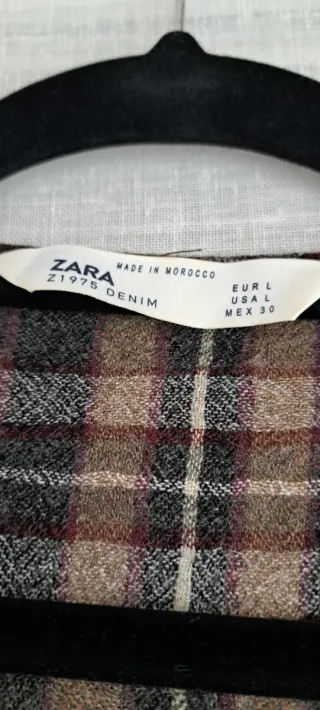 ZARA
Z1975 DENIM
MADE IN MOROCCO
EUR L
USA L
MEX 30